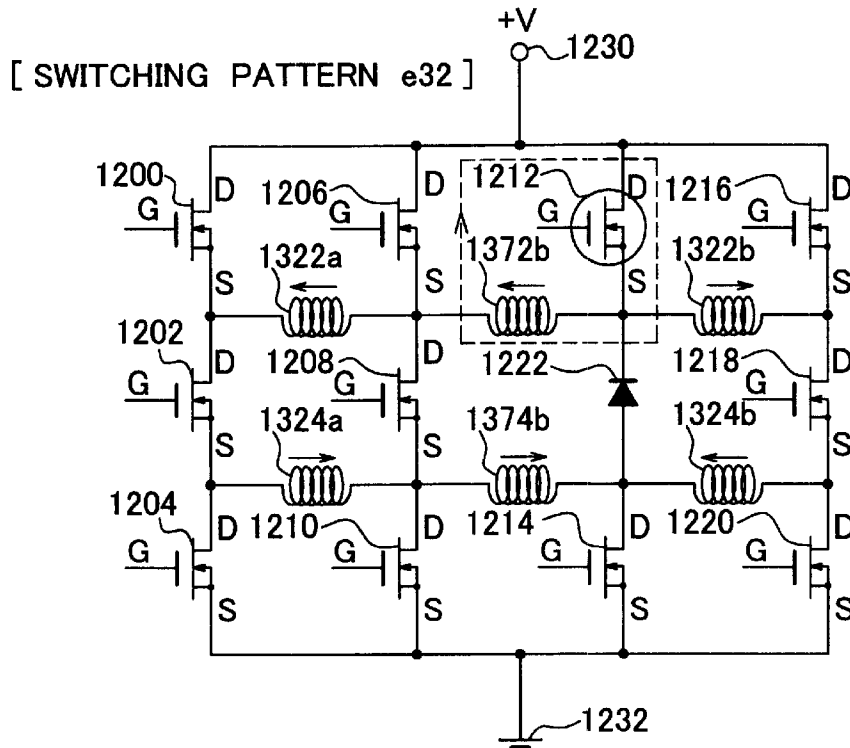 +V
1230
[ SWITCHING PATTERN e32 ]
1200
D
G
S
1206
D
G
S
1212
D
G
S
1216
D
G
S
1322a
1372b
1322b
1202
D
G
S
1208
D
G
S
1222
1218
D
G
S
1324a
1374b
1324b
1204
D
G
S
1210
D
G
S
1214
D
G
S
1220
D
G
S
1232